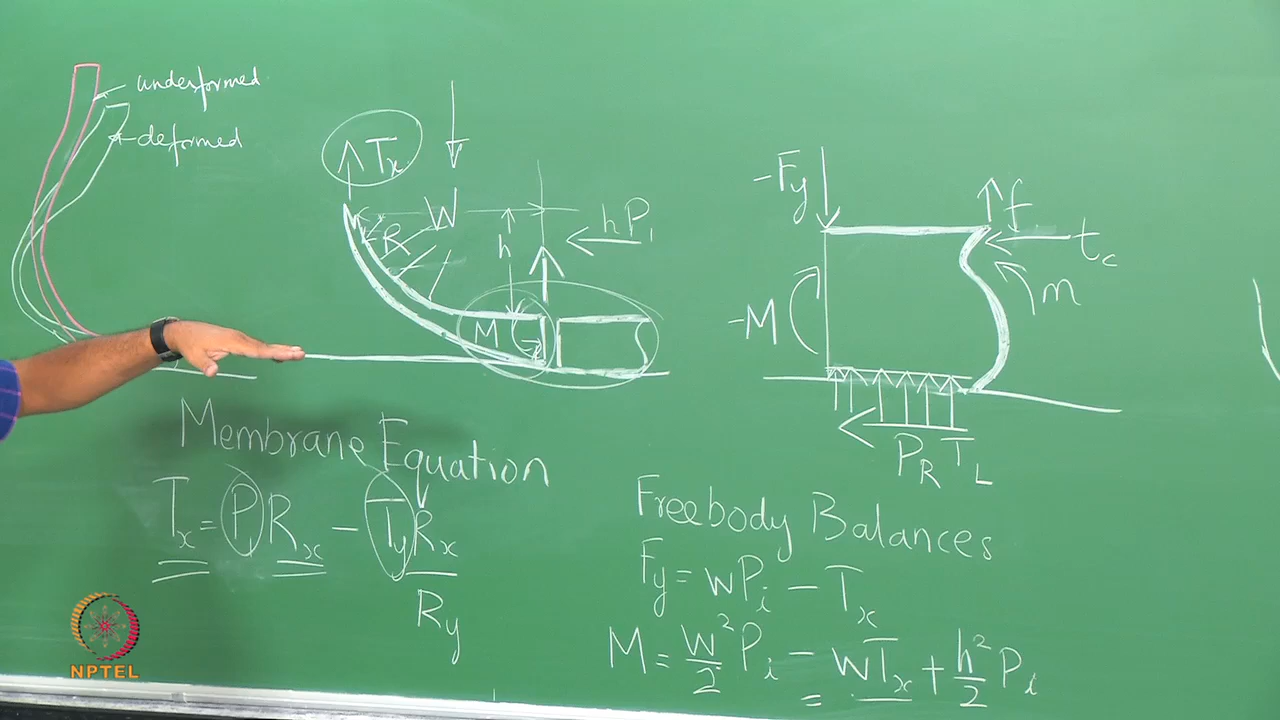 undeformed
deformed
Tx
W
R
h
hPi
M
-Fy
f
tc
m
-M
PR TL
Membrane Equation
Tx = Pi Rx - Ty Rx / Ry
Freebody Balances
Fy = wPi - Tx
M = w²/2 Pi - wTx + h²/2 Pi
NPTEL